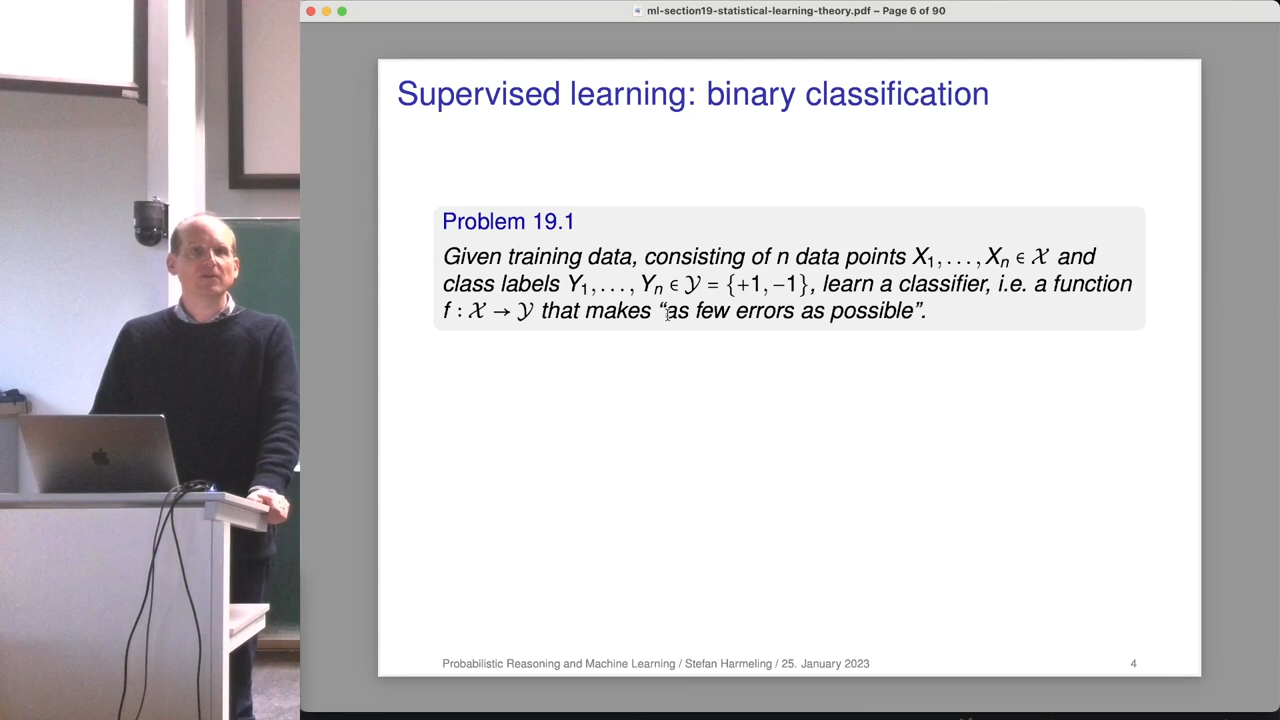 ml-section19-statistical-learning-theory.pdf – Page 6 of 90
Supervised learning: binary classification
Problem 19.1
Given training data, consisting of n data points X₁, . . . , Xₙ ∈ 𝒳 and
class labels Y₁, . . . , Yₙ ∈ 𝒴 = {+1, −1}, learn a classifier, i.e. a function
f : 𝒳 → 𝒴 that makes “as few errors as possible”.
Probabilistic Reasoning and Machine Learning / Stefan Harmeling / 25. January 2023
4